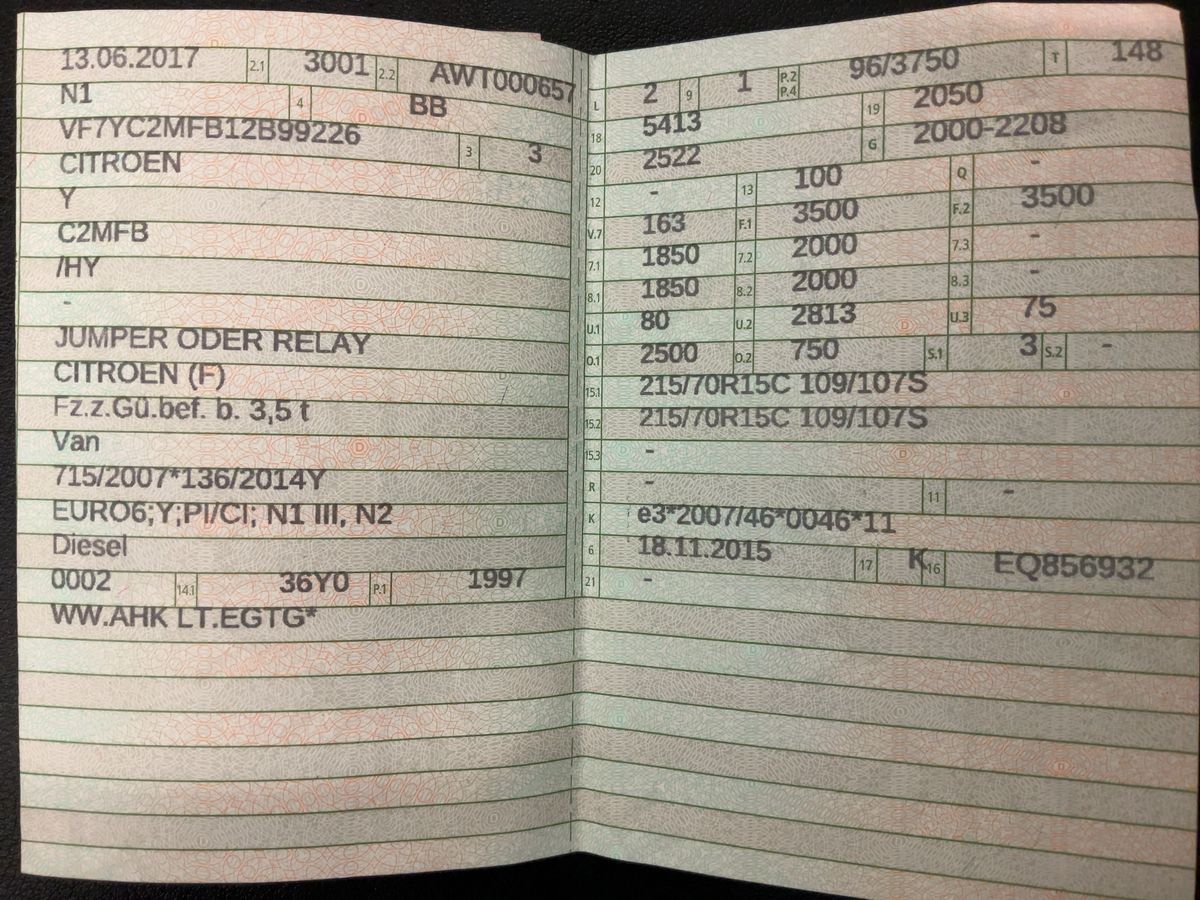 13.06.2017 2.1 3001 2.2 AWT000657
N1 4 BB
VF7YC2MFB12B99226 3 3
CITROEN
Y
C2MFB
/HY
-
JUMPER ODER RELAY
CITROEN (F)
Fz.z.Gü.bef. b. 3,5 t
Van
715/2007*136/2014Y
EURO6;Y;PI/CI; N1 III, N2
Diesel
0002 14.1 36Y0 P.1 1997
WW.AHK LT.EGTG*
L 2 9 1 P.2 P.4 96/3750 T 148
18 5413 19 2050
20 2522 G 2000-2208
12 - 13 100 Q -
V.7 163 F.1 3500 F.2 3500
7.1 1850 7.2 2000 7.3 -
8.1 1850 8.2 2000 8.3 -
U.1 80 U.2 2813 U.3 75
O.1 2500 O.2 750 S.1 3 S.2 -
15.1 215/70R15C 109/107S
15.2 215/70R15C 109/107S
15.3 -
R - 11 -
K e3*2007/46*0046*11
6 18.11.2015 17 K 16 EQ856932
21 -